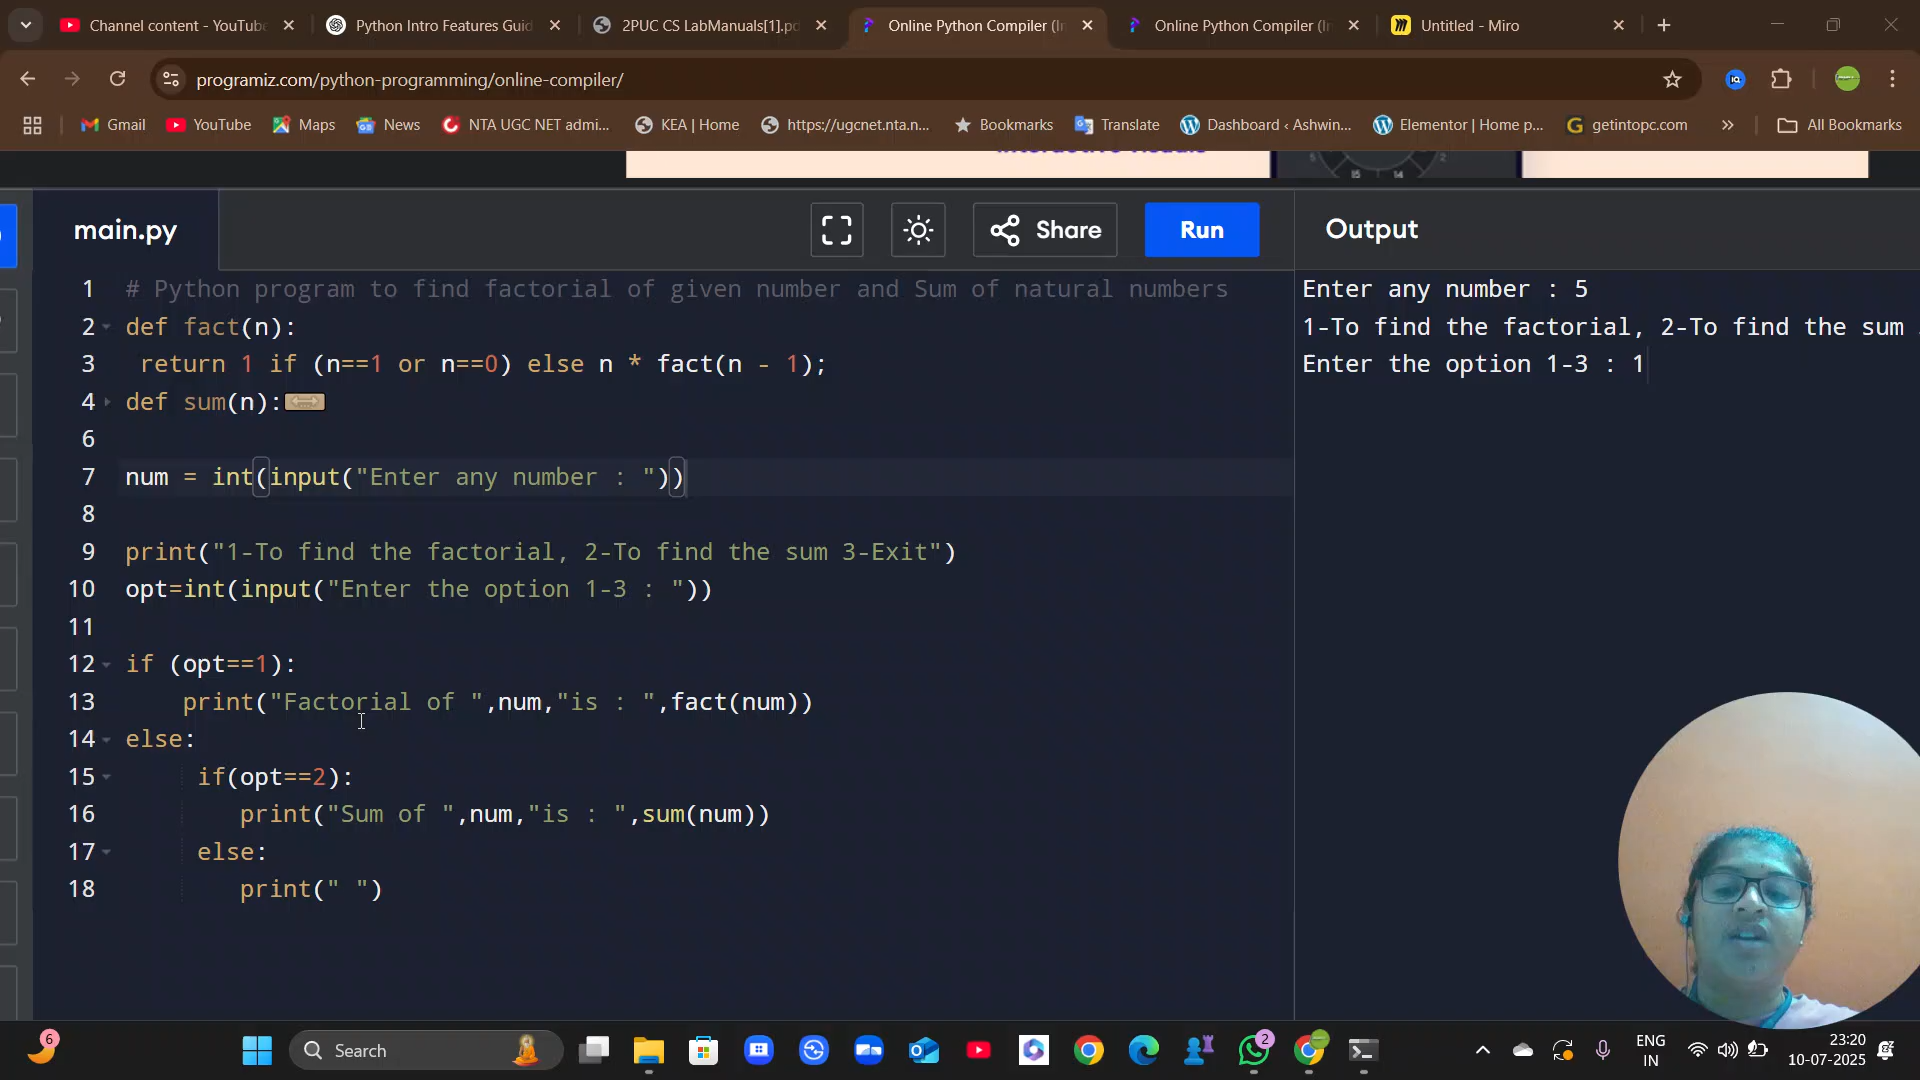 Channel content - YouTube
Python Intro Features Guid
2PUC CS LabManuals[1].pd
Online Python Compiler (In
Online Python Compiler (In
Untitled - Miro
programiz.com/python-programming/online-compiler/
Gmail
YouTube
Maps
News
NTA UGC NET admi...
KEA | Home
https://ugcnet.nta.n...
Bookmarks
Translate
Dashboard ‹ Ashwin...
Elementor | Home p...
getintopc.com
All Bookmarks
main.py
Share
Run
Output
1 # Python program to find factorial of given number and Sum of natural numbers
2 def fact(n):
3 return 1 if (n==1 or n==0) else n * fact(n - 1);
4 def sum(n):
6
7 num = int(input("Enter any number : "))
8
9 print("1-To find the factorial, 2-To find the sum 3-Exit")
10 opt=int(input("Enter the option 1-3 : "))
11
12 if (opt==1):
13 print("Factorial of ",num,"is : ",fact(num))
14 else:
15 if(opt==2):
16 print("Sum of ",num,"is : ",sum(num))
17 else:
18 print(" ")
Enter any number : 5
1-To find the factorial, 2-To find the sum
Enter the option 1-3 : 1
6
Search
2
ENG
IN
23:20
10-07-2025